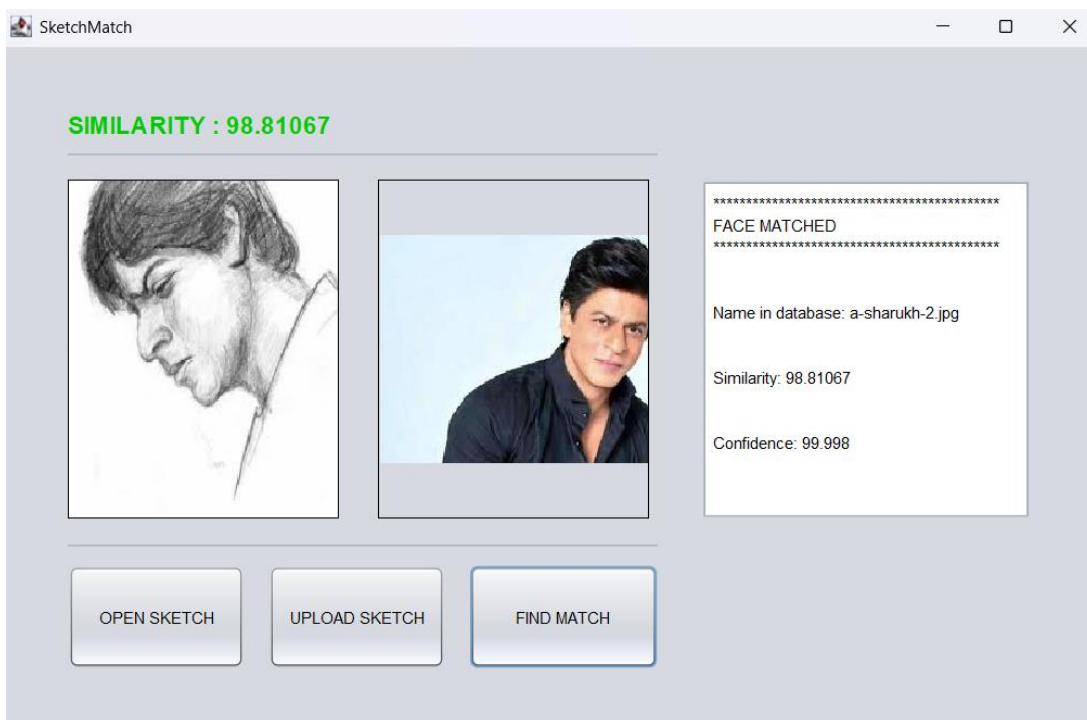 SketchMatch
SIMILARITY : 98.81067
********************************************
FACE MATCHED
********************************************
Name in database: a-sharukh-2.jpg
Similarity: 98.81067
Confidence: 99.998
OPEN SKETCH
UPLOAD SKETCH
FIND MATCH